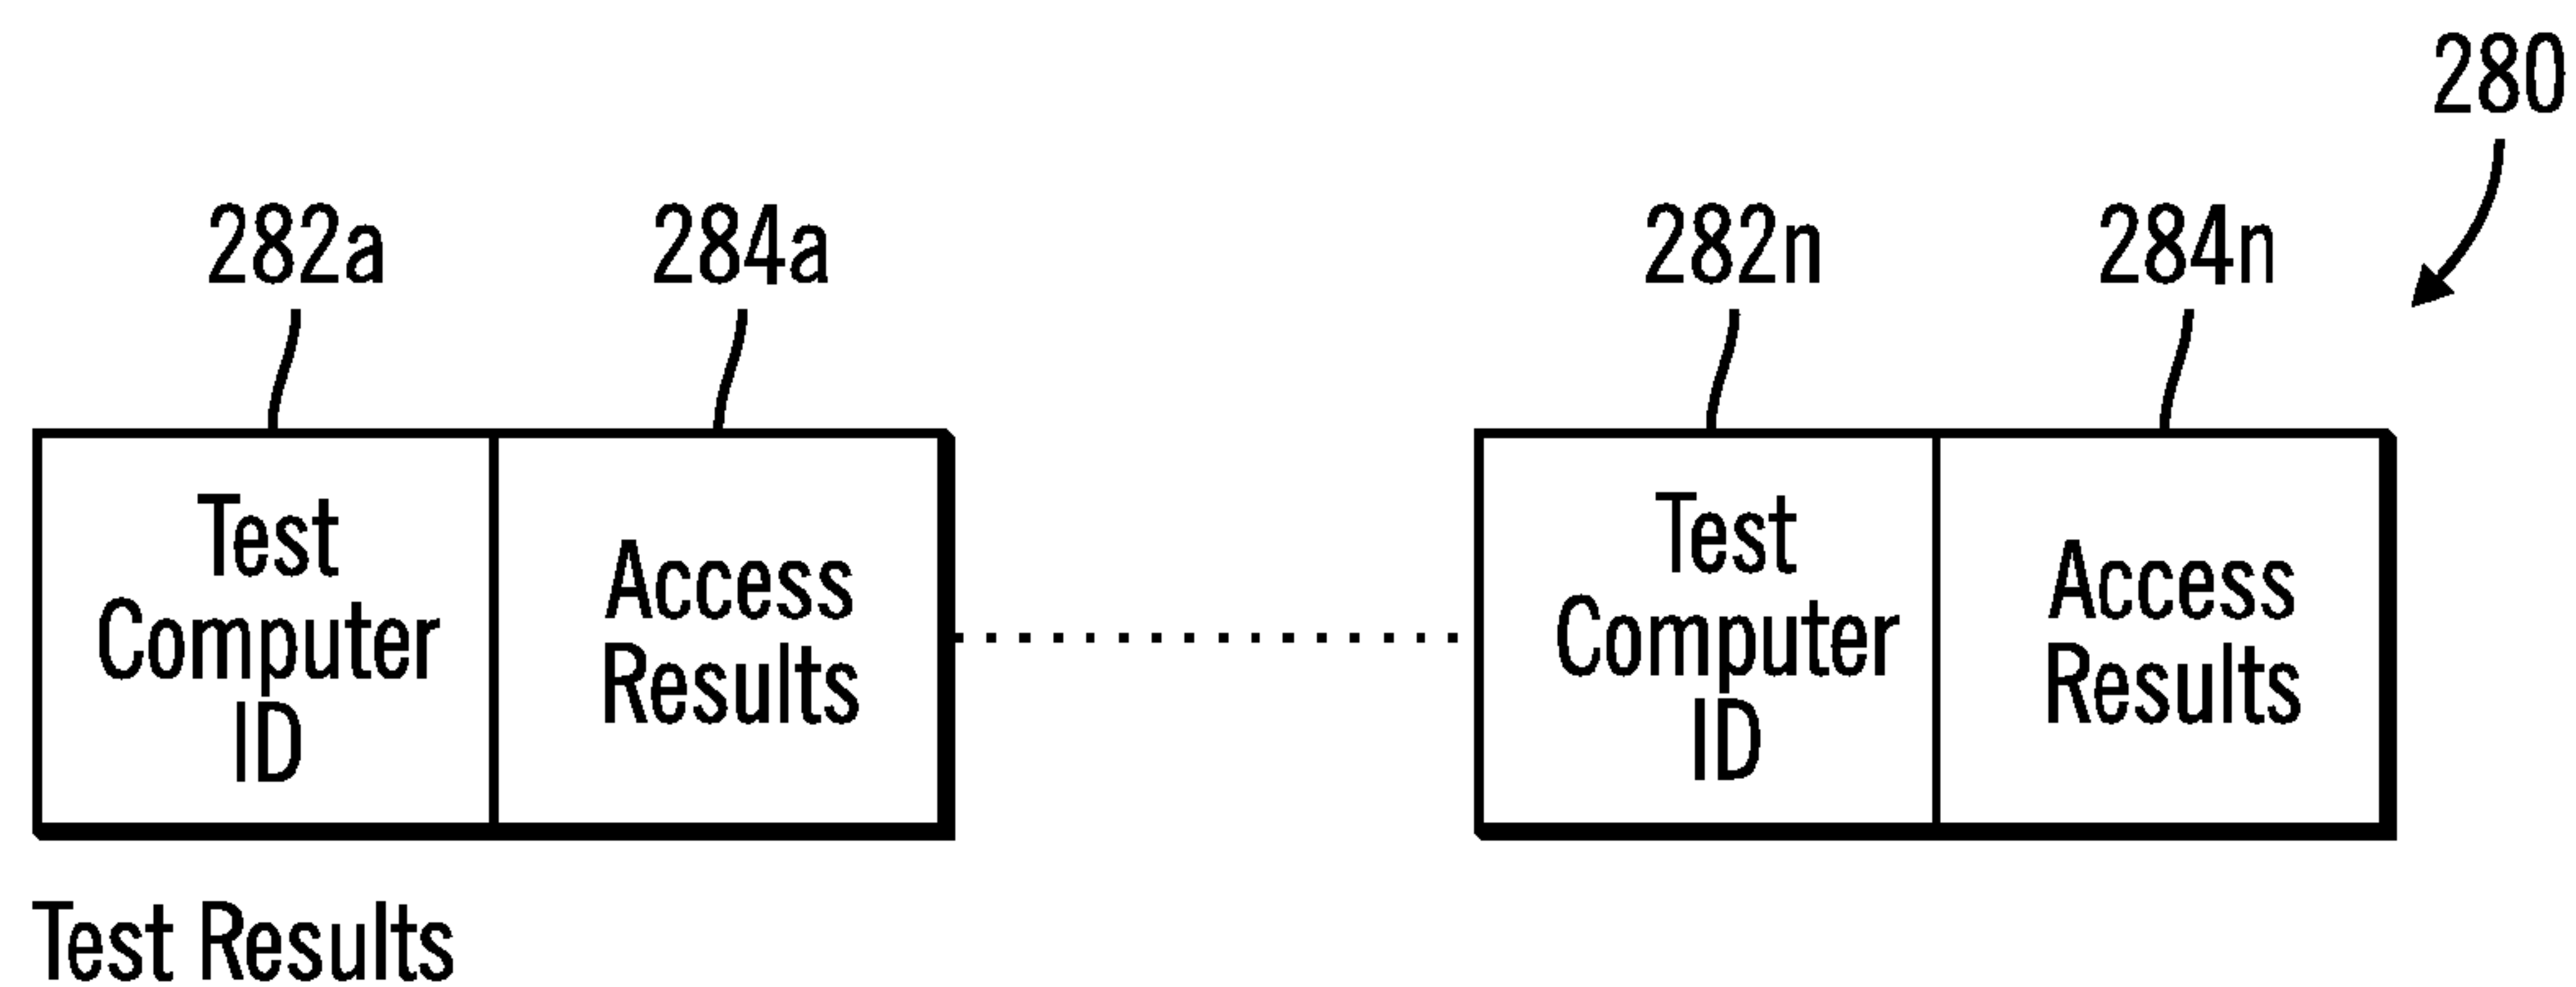 280
282a
284a
282n
284n
Test
Computer
ID
Access
Results
Test
Computer
ID
Access
Results
Test Results